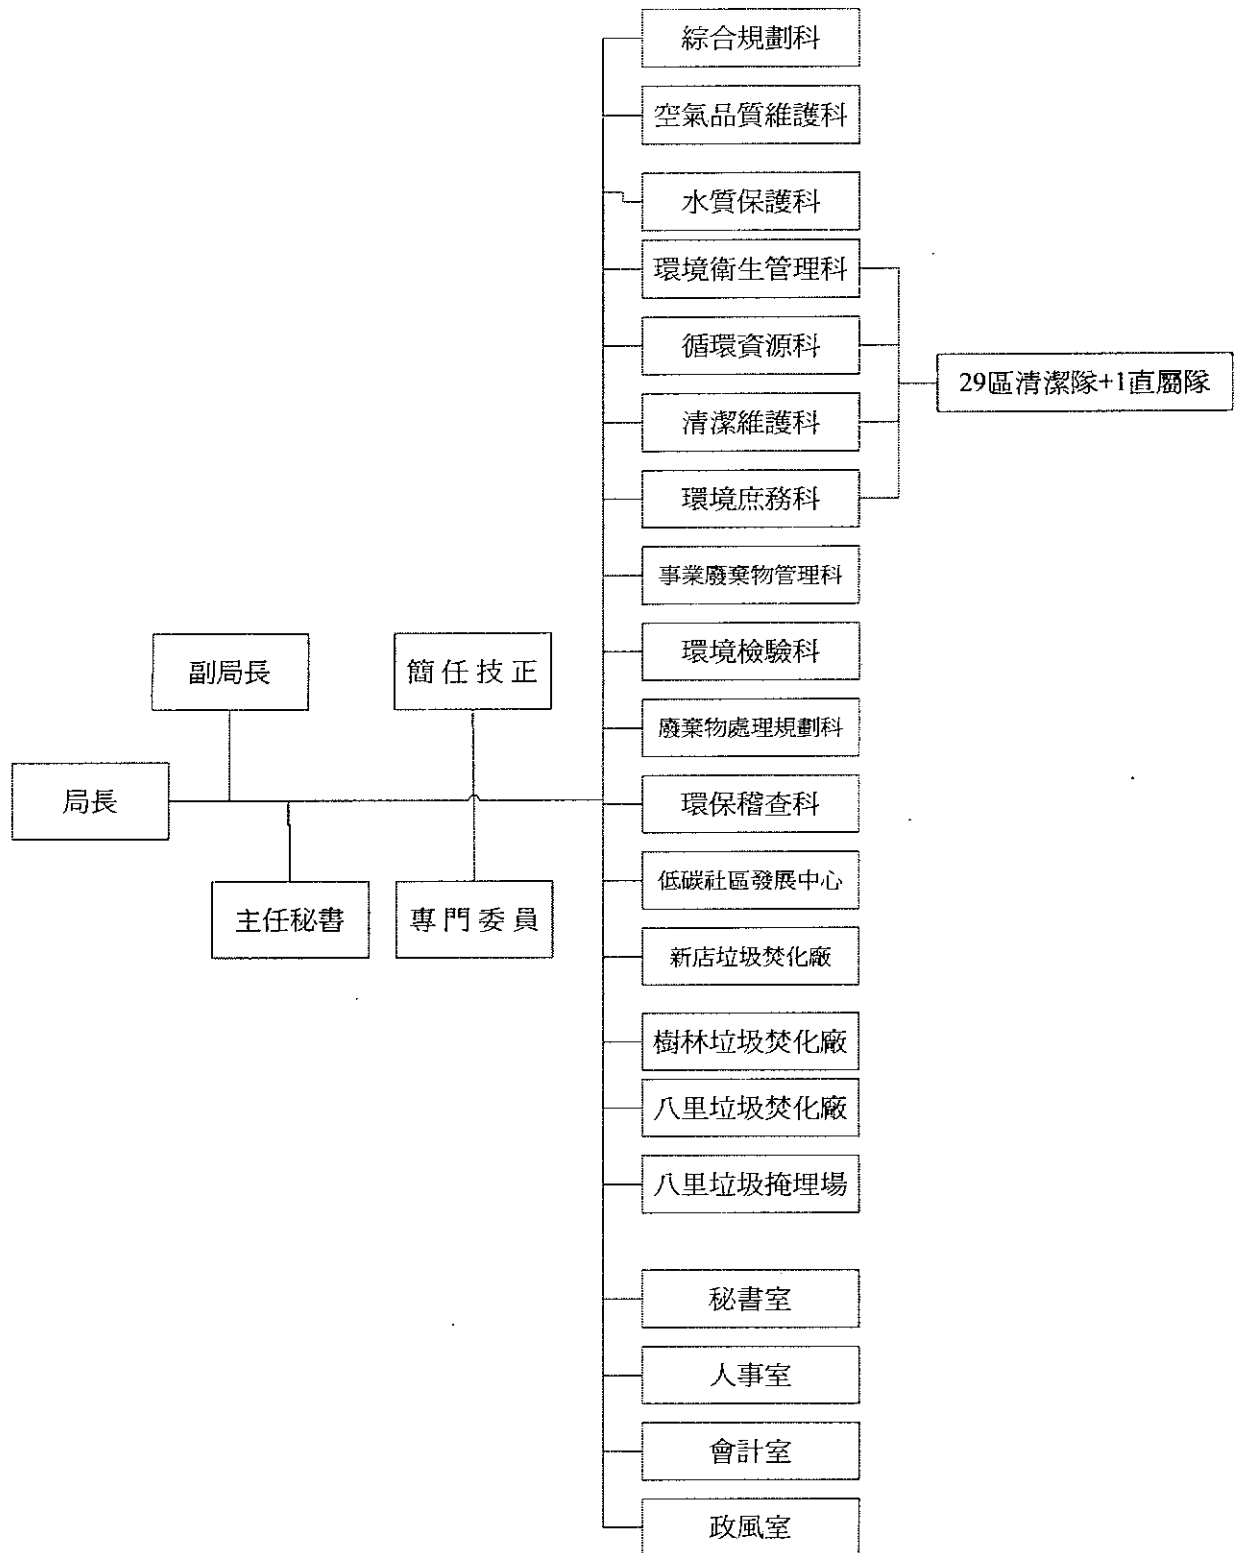 綜合規劃科
空氣品質維護科
水質保護科
環境衛生管理科
循環資源科
清潔維護科
環境庶務科
29區清潔隊+1直屬隊
事業廢棄物管理科
環境檢驗科
廢棄物處理規劃科
環保稽查科
低碳社區發展中心
新店垃圾焚化廠
樹林垃圾焚化廠
八里垃圾焚化廠
八里垃圾掩埋場
秘書室
人事室
會計室
政風室
副局長
簡任技正
局長
主任秘書
專門委員